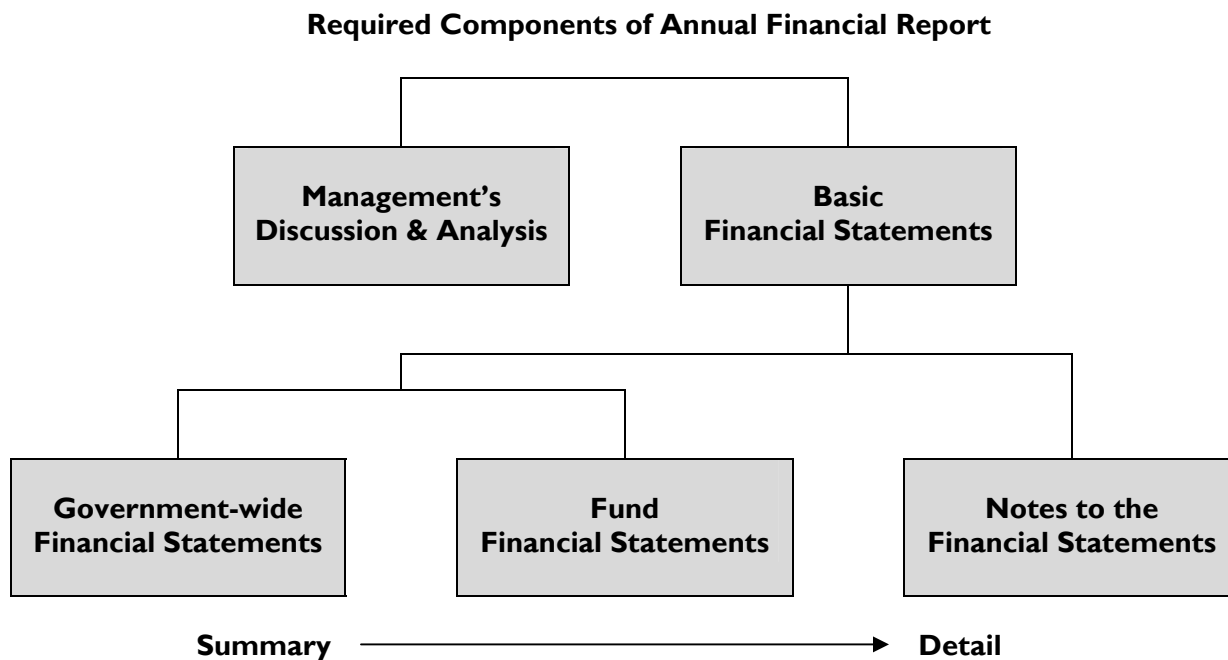 Required Components of Annual Financial Report
Management’s
Discussion & Analysis
Basic
Financial Statements
Government-wide
Financial Statements
Fund
Financial Statements
Notes to the
Financial Statements
Summary
Detail